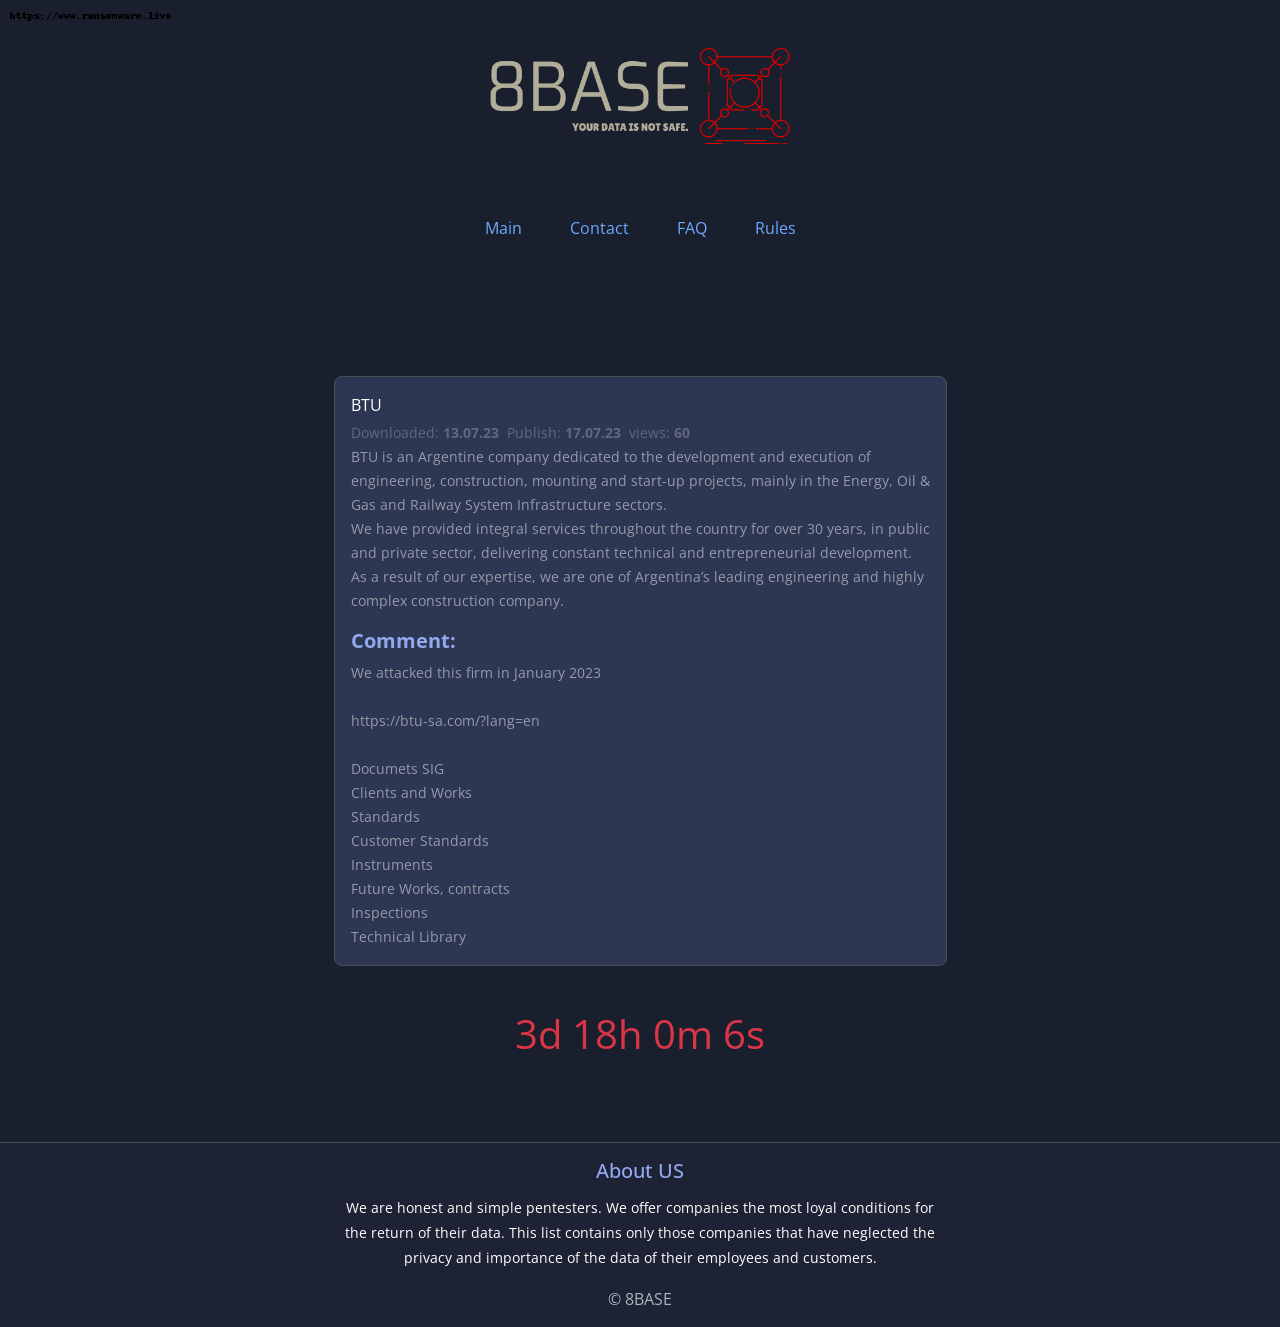 https://www.ransomware.live
8BASE
YOUR DATA IS NOT SAFE.
Main Contact FAQ Rules
BTU
Downloaded: 13.07.23 Publish: 17.07.23 views: 60
BTU is an Argentine company dedicated to the development and execution of
engineering, construction, mounting and start-up projects, mainly in the Energy, Oil &
Gas and Railway System Infrastructure sectors.
We have provided integral services throughout the country for over 30 years, in public
and private sector, delivering constant technical and entrepreneurial development.
As a result of our expertise, we are one of Argentina’s leading engineering and highly
complex construction company.
Comment:
We attacked this firm in January 2023
https://btu-sa.com/?lang=en
Documets SIG
Clients and Works
Standards
Customer Standards
Instruments
Future Works, contracts
Inspections
Technical Library
3d 18h 0m 6s
About US
We are honest and simple pentesters. We offer companies the most loyal conditions for
the return of their data. This list contains only those companies that have neglected the
privacy and importance of the data of their employees and customers.
© 8BASE